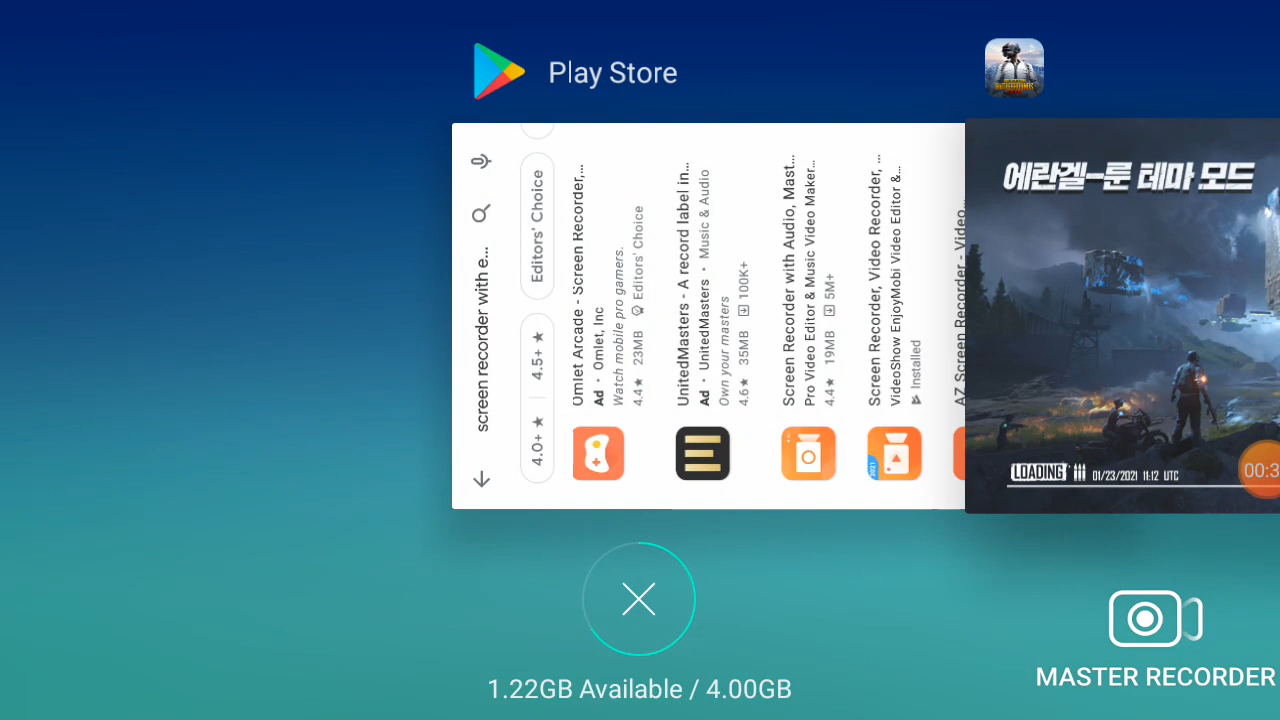 Play Store
screen recorder with e...
4.0+ ★ 4.5+ ★
Editors' Choice
Omlet Arcade - Screen Recorder,...
Ad • Omlet, Inc
Watch mobile pro gamers.
4.4★ 23MB Editors' Choice
UnitedMasters - A record label in...
Ad • UnitedMasters • Music & Audio
Own your masters
4.6★ 35MB 100K+
Screen Recorder with Audio, Mast...
Pro Video Editor & Music Video Maker...
4.4★ 19MB 5M+
2021
Screen Recorder, Video Recorder, ...
VideoShow EnjoyMobi Video Editor &...
Installed
AZ Screen Recorder - Video...
BATTLEGROUNDS
에란겔-룬 테마 모드
LOADING 01/23/2021 11:12 UTC
00:3
1.22GB Available / 4.00GB
MASTER RECORDER